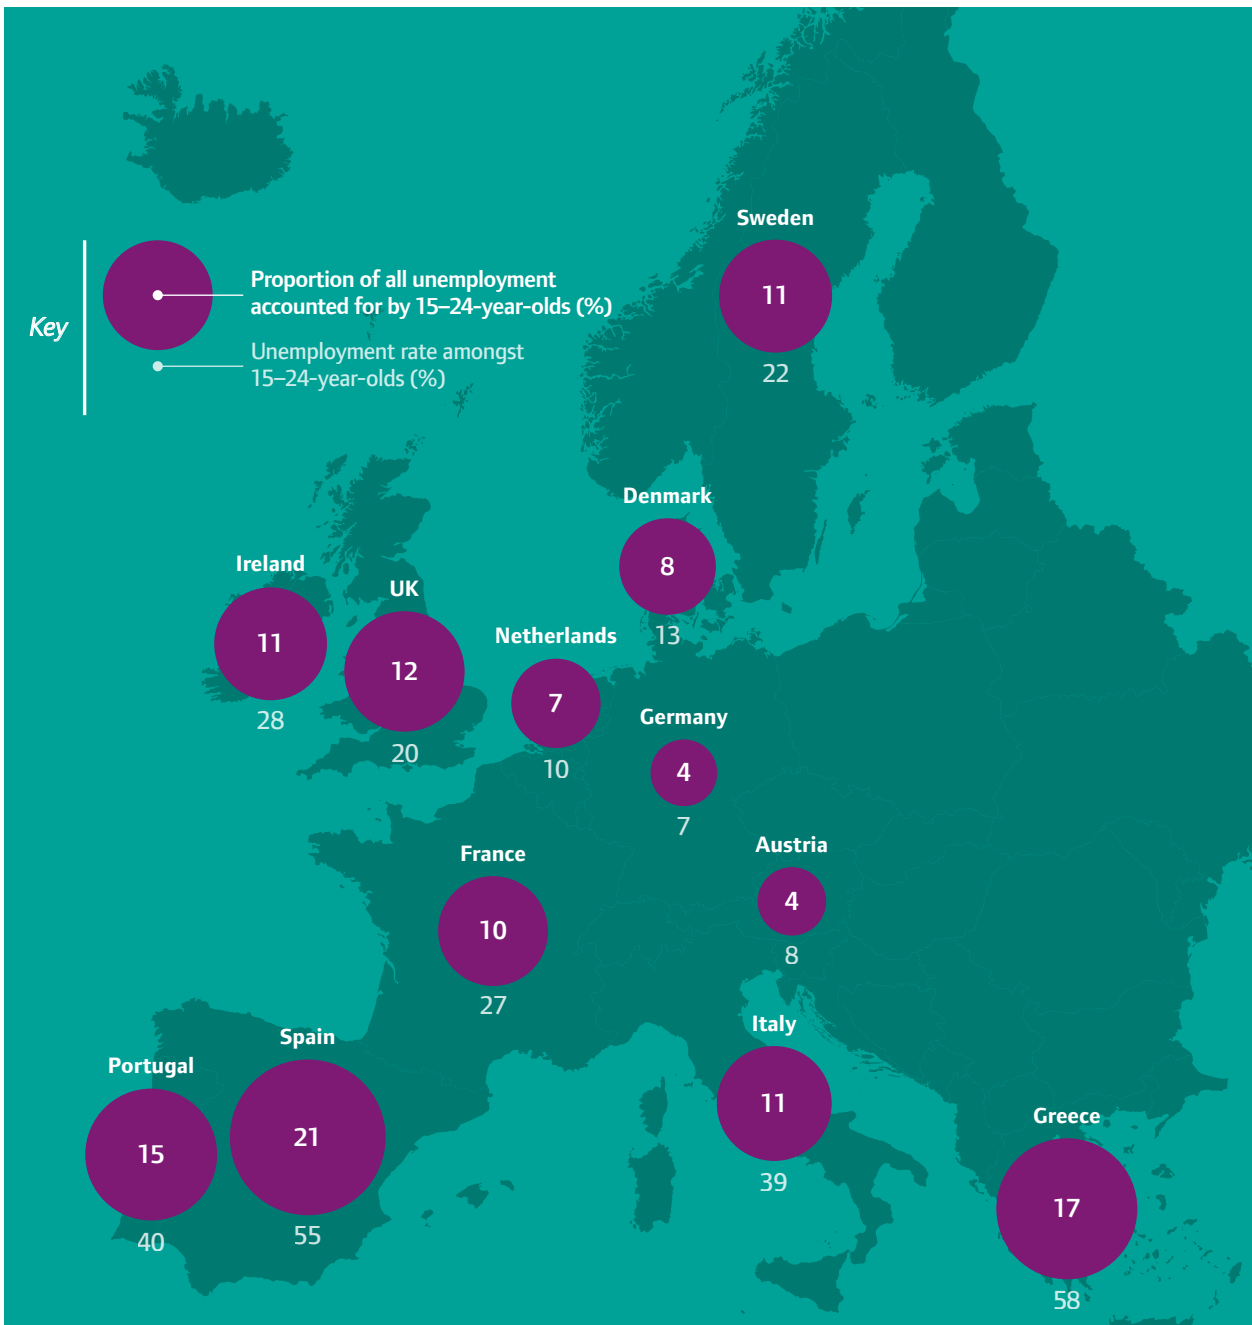 Key
Proportion of all unemployment
accounted for by 15–24-year-olds (%)
Unemployment rate amongst
15–24-year-olds (%)
Sweden
11
22
Denmark
8
13
Ireland
11
28
UK
12
20
Netherlands
7
10
Germany
4
7
France
10
27
Austria
4
8
Portugal
15
40
Spain
21
55
Italy
11
39
Greece
17
58